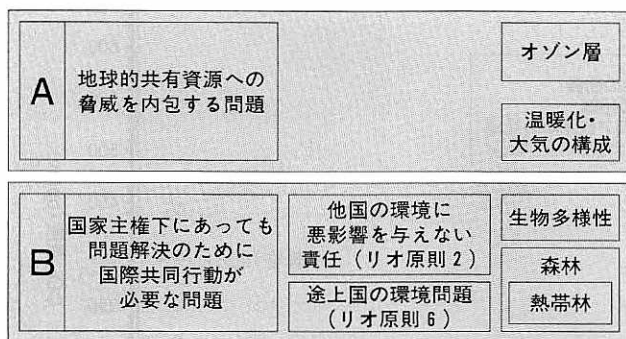 A
地球的共有資源への
脅威を内包する問題
オゾン層
温暖化・
大気の構成
B
国家主権下にあっても
問題解決のために
国際共同行動が
必要な問題
他国の環境に
悪影響を与えない
責任（リオ原則2）
途上国の環境問題
（リオ原則6）
生物多様性
森林
熱帯林